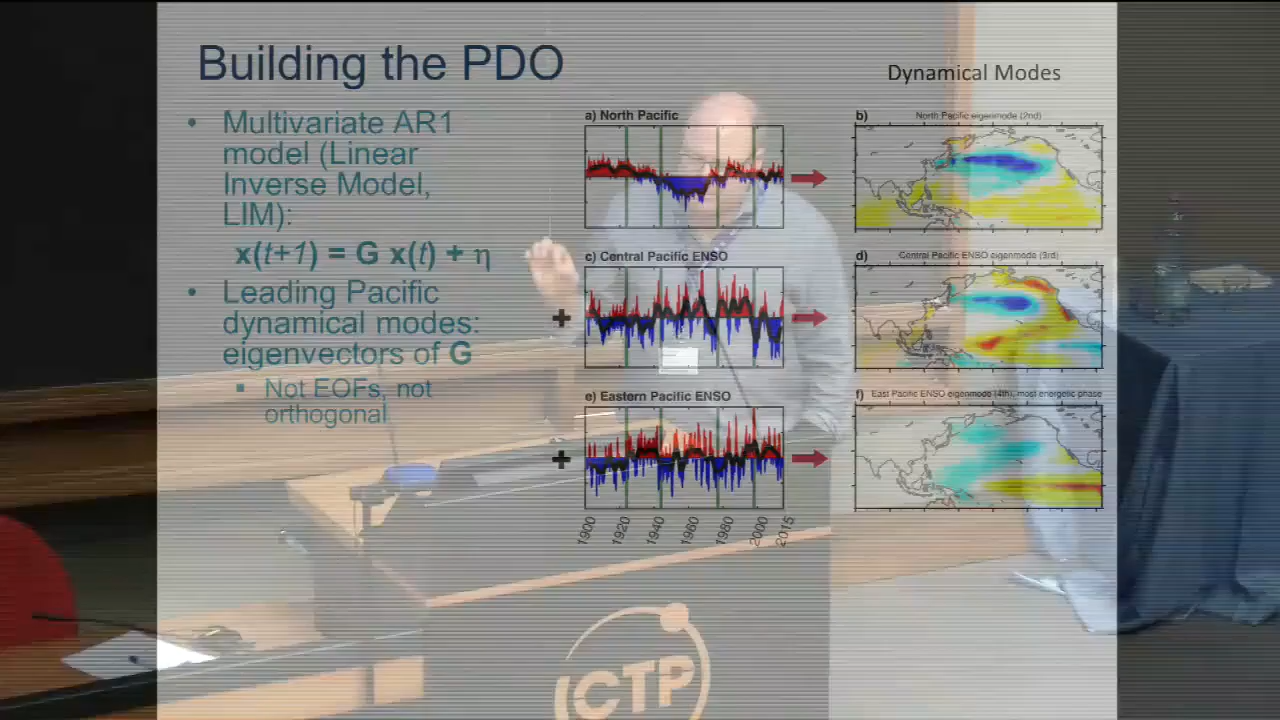 Building the PDO
Dynamical Modes
• Multivariate AR1
model (Linear
Inverse Model,
LIM):
x(t+1) = G x(t) + η
• Leading Pacific
dynamical modes:
eigenvectors of G
▪ Not EOFs, not
orthogonal
a) North Pacific
b) North Pacific eigenmode (2nd)
+
c) Central Pacific ENSO
d) Central Pacific ENSO eigenmode (3rd)
+
e) Eastern Pacific ENSO
f) East Pacific ENSO eigenmode (4th), most energetic phase
1900 1920 1940 1960 1980 2000 2015
ICTP